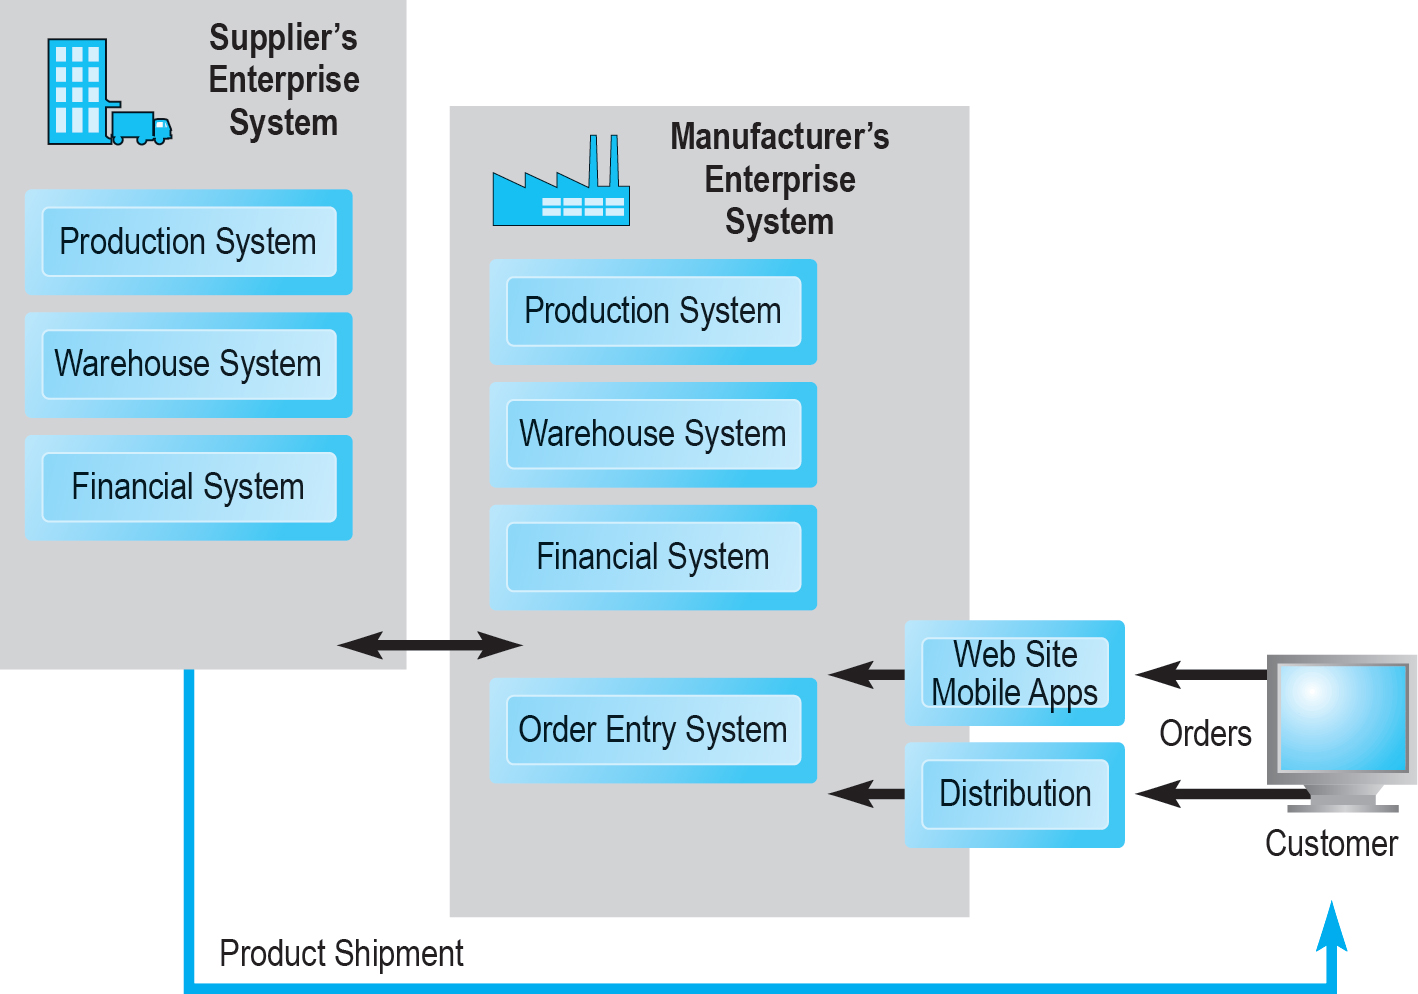 Supplier’s
Enterprise
System
Production System
Warehouse System
Financial System
Manufacturer’s
Enterprise
System
Production System
Warehouse System
Financial System
Order Entry System
Web Site
Mobile Apps
Distribution
Orders
Customer
Product Shipment